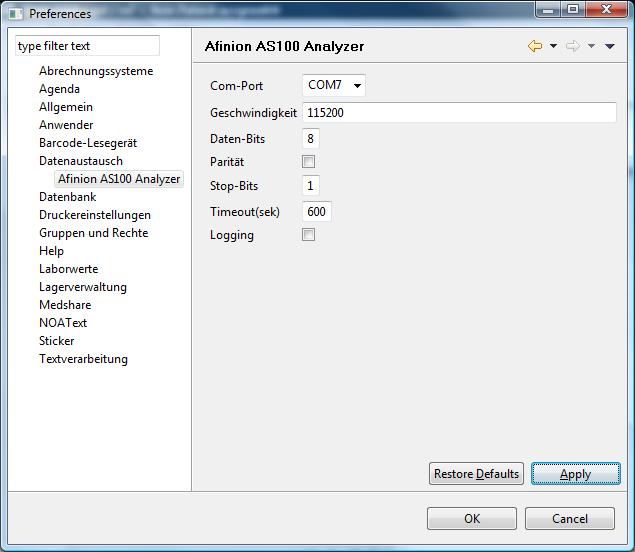 Preferences
type filter text
Abrechnungssysteme
Agenda
Allgemein
Anwender
Barcode-Lesegerät
Datenaustausch
Afinion AS100 Analyzer
Datenbank
Druckereinstellungen
Gruppen und Rechte
Help
Laborwerte
Lagerverwaltung
Medshare
NOAText
Sticker
Textverarbeitung
Afinion AS100 Analyzer
Com-Port COM7
Geschwindigkeit 115200
Daten-Bits 8
Parität
Stop-Bits 1
Timeout(sek) 600
Logging
Restore Defaults Apply
OK Cancel